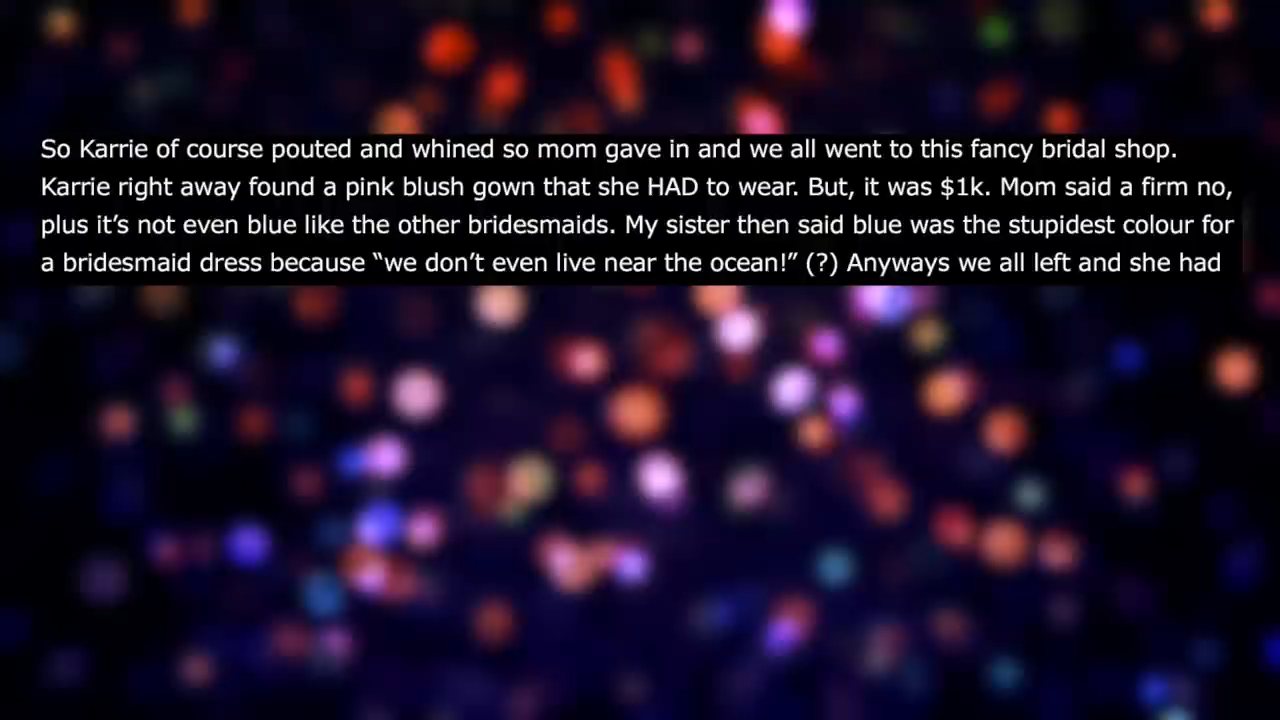 So Karrie of course pouted and whined so mom gave in and we all went to this fancy bridal shop.
Karrie right away found a pink blush gown that she HAD to wear. But, it was $1k. Mom said a firm no,
plus it’s not even blue like the other bridesmaids. My sister then said blue was the stupidest colour for
a bridesmaid dress because “we don’t even live near the ocean!” (?) Anyways we all left and she had